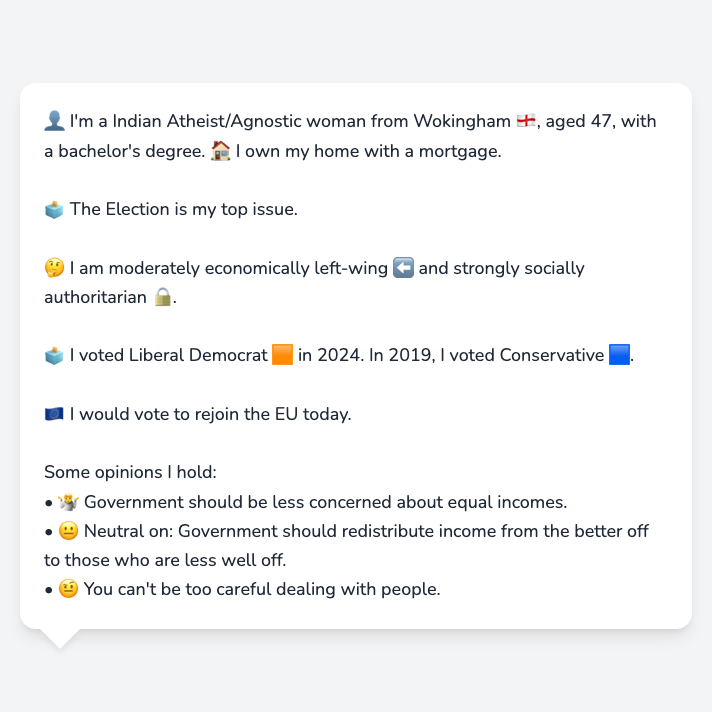 👤 I'm a Indian Atheist/Agnostic woman from Wokingham 🏴󠁧󠁢󠁥󠁮󠁧󠁿, aged 47, with
a bachelor's degree. 🏠 I own my home with a mortgage.
🗳️ The Election is my top issue.
🤔 I am moderately economically left-wing ⬅️ and strongly socially
authoritarian 🔒.
🗳️ I voted Liberal Democrat 🟧 in 2024. In 2019, I voted Conservative 🟦.
🇪🇺 I would vote to rejoin the EU today.
Some opinions I hold:
• 🤷 Government should be less concerned about equal incomes.
• 😐 Neutral on: Government should redistribute income from the better off
to those who are less well off.
• 🤨 You can't be too careful dealing with people.